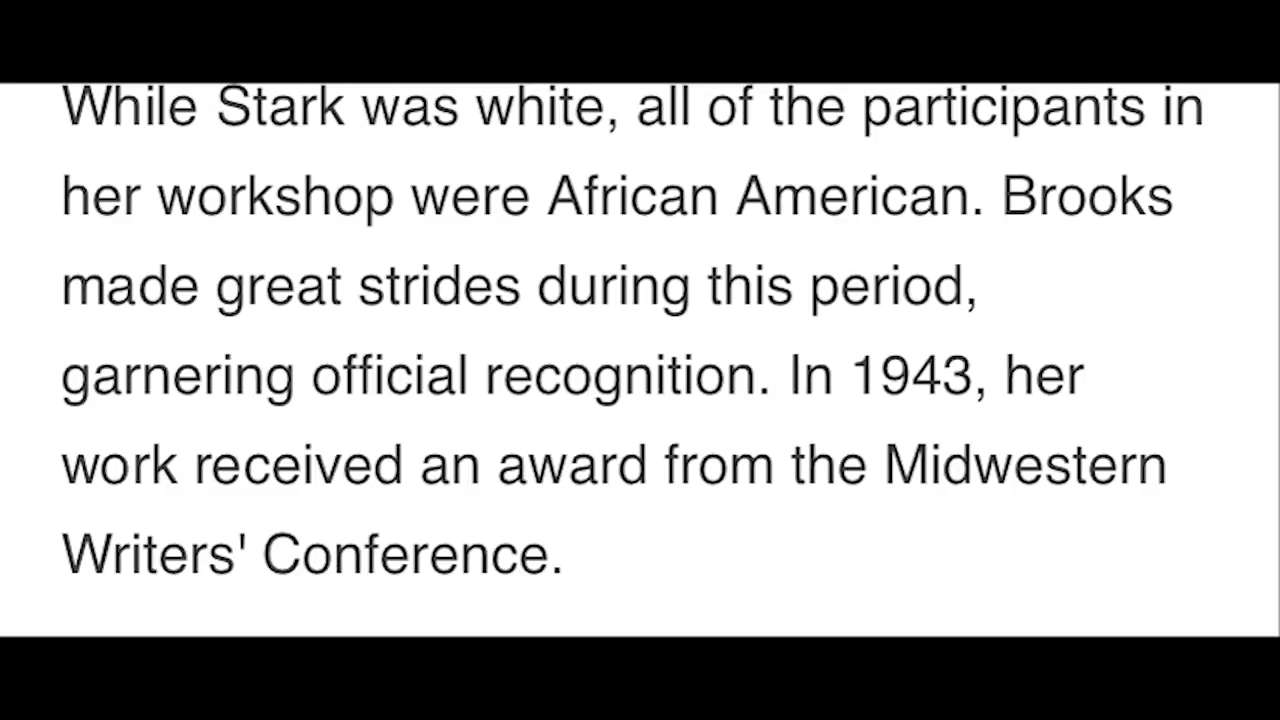 While Stark was white, all of the participants in
her workshop were African American. Brooks
made great strides during this period,
garnering official recognition. In 1943, her
work received an award from the Midwestern
Writers' Conference.